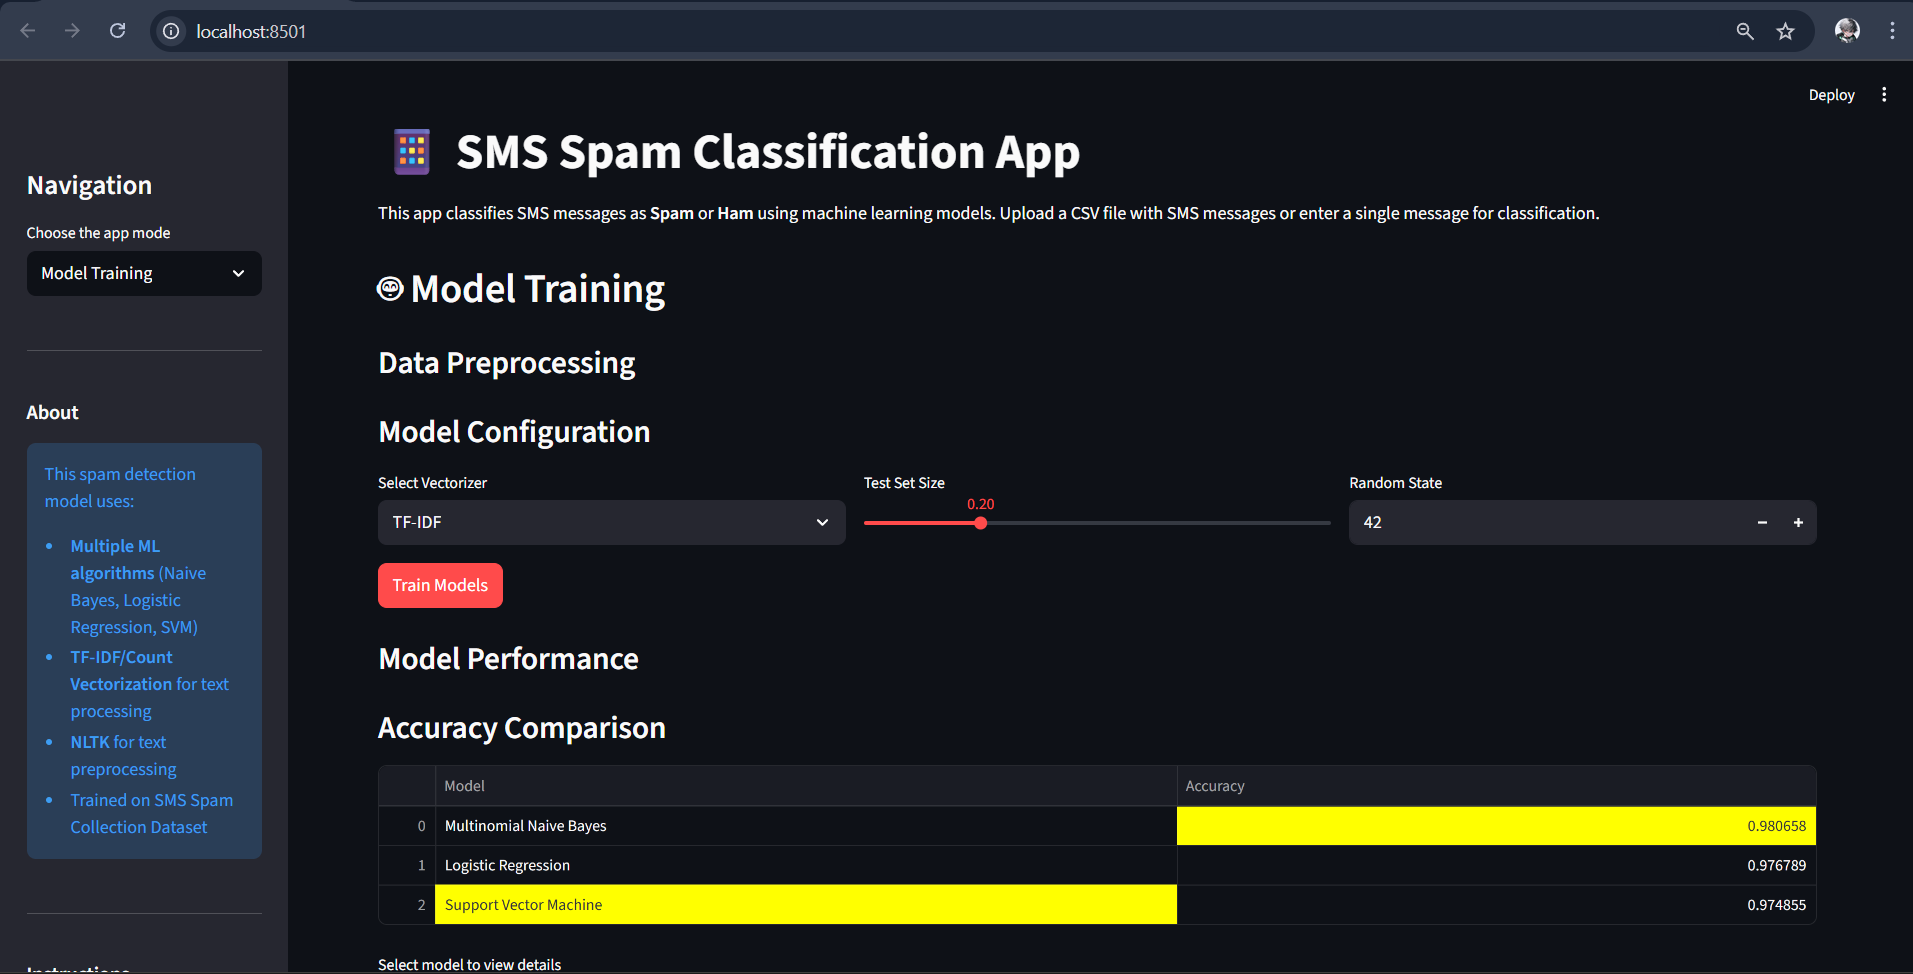 localhost:8501
Deploy
Navigation
Choose the app mode
Model Training
About
This spam detection
model uses:
Multiple ML
algorithms (Naive
Bayes, Logistic
Regression, SVM)
TF-IDF/Count
Vectorization for text
processing
NLTK for text
preprocessing
Trained on SMS Spam
Collection Dataset
SMS Spam Classification App
This app classifies SMS messages as Spam or Ham using machine learning models. Upload a CSV file with SMS messages or enter a single message for classification.
Model Training
Data Preprocessing
Model Configuration
Select Vectorizer
TF-IDF
Test Set Size
0.20
Random State
42
Train Models
Model Performance
Accuracy Comparison
Model Accuracy
0 Multinomial Naive Bayes 0.980658
1 Logistic Regression 0.976789
2 Support Vector Machine 0.974855
Select model to view details